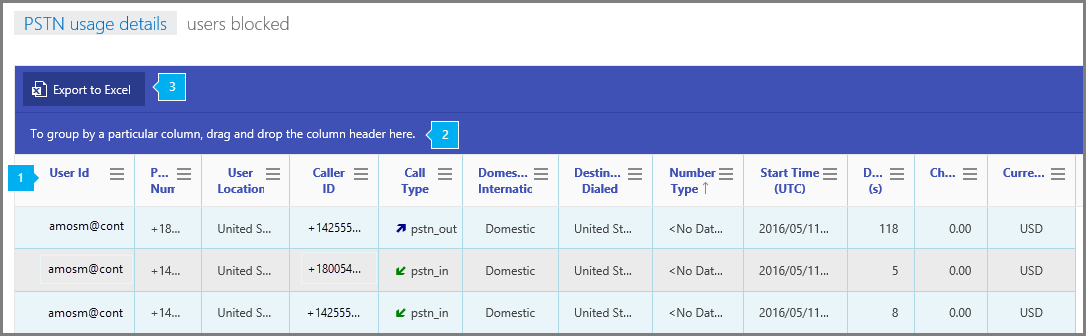 PSTN usage details users blocked
Export to Excel 3
To group by a particular column, drag and drop the column header here. 2
1 User Id P... Num User Location Caller ID Call Type Domes... Internatic Destin... Dialed Number Type ↑ Start Time (UTC) D... (s) Ch... Curre...
amosm@cont +18... United S... +142555... pstn_out Domestic United St... <No Dat... 2016/05/11... 118 0.00 USD
amosm@cont +14... United S... +180054... pstn_in Domestic United St... <No Dat... 2016/05/11... 5 0.00 USD
amosm@cont +14... United S... +142555... pstn_in Domestic United St... <No Dat... 2016/05/11... 8 0.00 USD